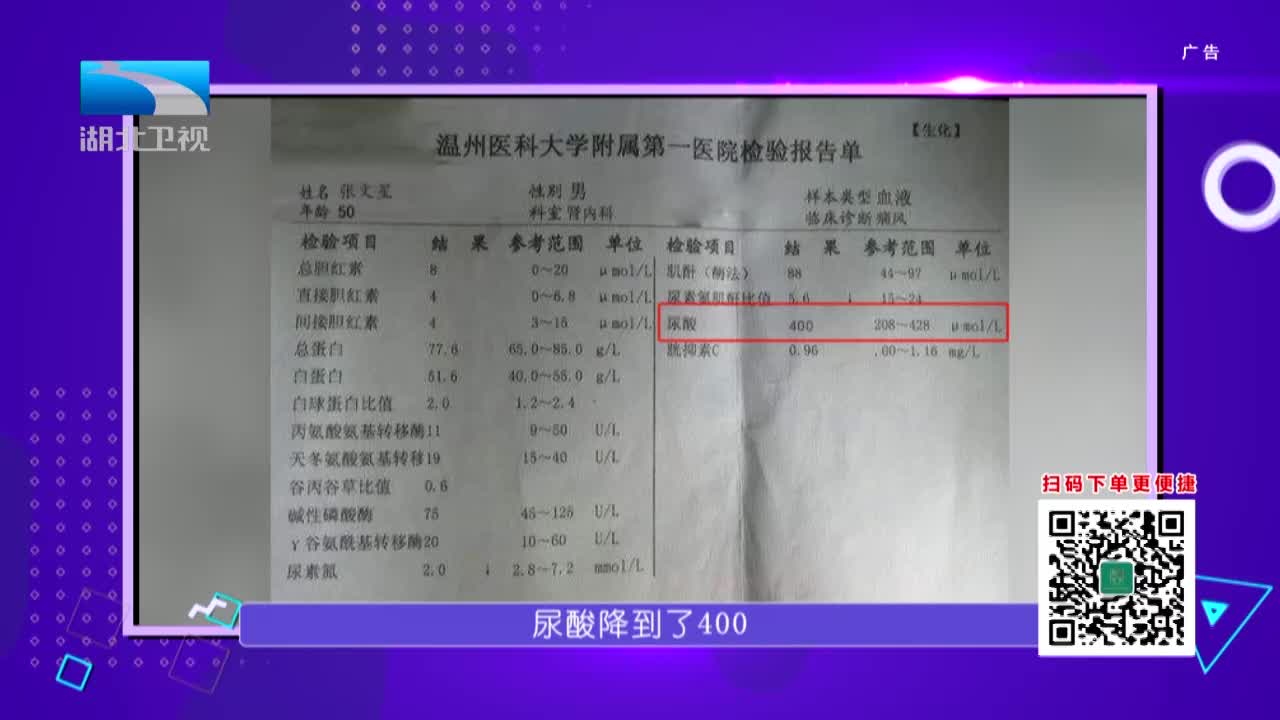 广告
湖北卫视
【生化】
温州医科大学附属第一医院检验报告单
姓名 张文星 性别 男 样本类型 血液
年龄 50 科室 肾内科 临床诊断 痛风
检验项目 结 果 参考范围 单位
总胆红素 8 0~20 μmol/L
直接胆红素 4 0~6.8 μmol/L
间接胆红素 4 3~15 μmol/L
总蛋白 77.6 65.0~85.0 g/L
白蛋白 51.6 40.0~55.0 g/L
白球蛋白比值 2.0 1.2~2.4
丙氨酸氨基转移酶 11 9~50 U/L
天冬氨酸氨基转移 19 15~40 U/L
谷丙谷草比值 0.6
碱性磷酸酶 75 45~125 U/L
γ谷氨酰基转移酶 20 10~60 U/L
尿素氮 2.0 ↓ 2.8~7.2 mmol/L
检验项目 结 果 参考范围 单位
肌酐（酶法） 88 44~97 μmol/L
尿素氮肌酐比值 5.6 ↓ 15~24
尿酸 400 208~428 μmol/L
胱抑素C 0.96 .00~1.16 mg/L
扫码下单更便捷
尿酸降到了400